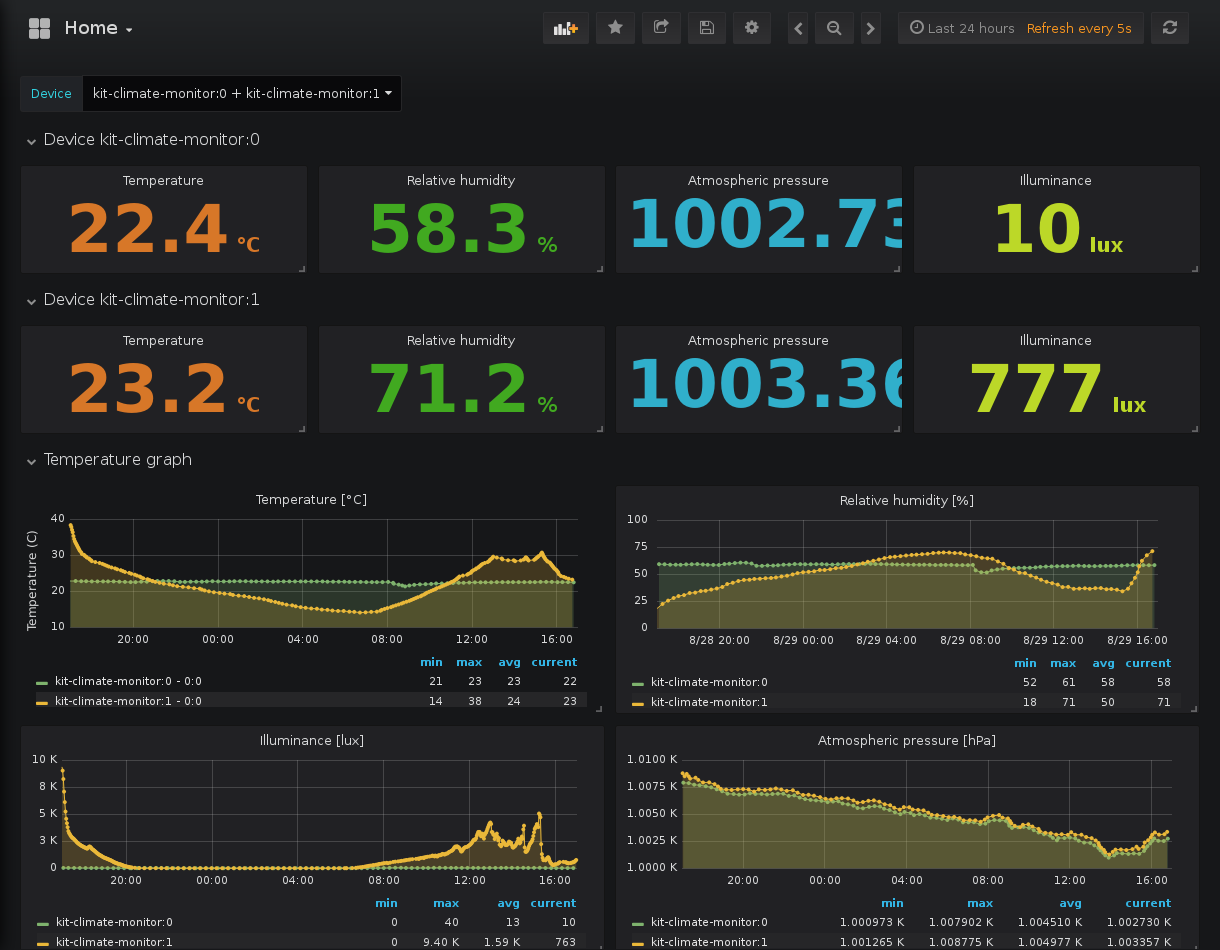 Home
Last 24 hours Refresh every 5s
Device kit-climate-monitor:0 + kit-climate-monitor:1
Device kit-climate-monitor:0
Temperature Relative humidity Atmospheric pressure Illuminance
22.4 °C 58.3 % 1002.73 10 lux
Device kit-climate-monitor:1
Temperature Relative humidity Atmospheric pressure Illuminance
23.2 °C 71.2 % 1003.36 777 lux
Temperature graph
Temperature [°C]
Temperature (C)
40
30
20
10
20:00 00:00 04:00 08:00 12:00 16:00
min max avg current
kit-climate-monitor:0 - 0:0 21 23 23 22
kit-climate-monitor:1 - 0:0 14 38 24 23
Relative humidity [%]
100
75
50
25
0
8/28 20:00 8/29 00:00 8/29 04:00 8/29 08:00 8/29 12:00 8/29 16:00
min max avg current
kit-climate-monitor:0 52 61 58 58
kit-climate-monitor:1 18 71 50 71
Illuminance [lux]
10 K
8 K
5 K
3 K
0
20:00 00:00 04:00 08:00 12:00 16:00
min max avg current
kit-climate-monitor:0 0 40 13 10
kit-climate-monitor:1 0 9.40 K 1.59 K 763
Atmospheric pressure [hPa]
1.0100 K
1.0075 K
1.0050 K
1.0025 K
1.0000 K
20:00 00:00 04:00 08:00 12:00 16:00
min max avg current
kit-climate-monitor:0 1.000973 K 1.007902 K 1.004510 K 1.002730 K
kit-climate-monitor:1 1.001265 K 1.008775 K 1.004977 K 1.003357 K